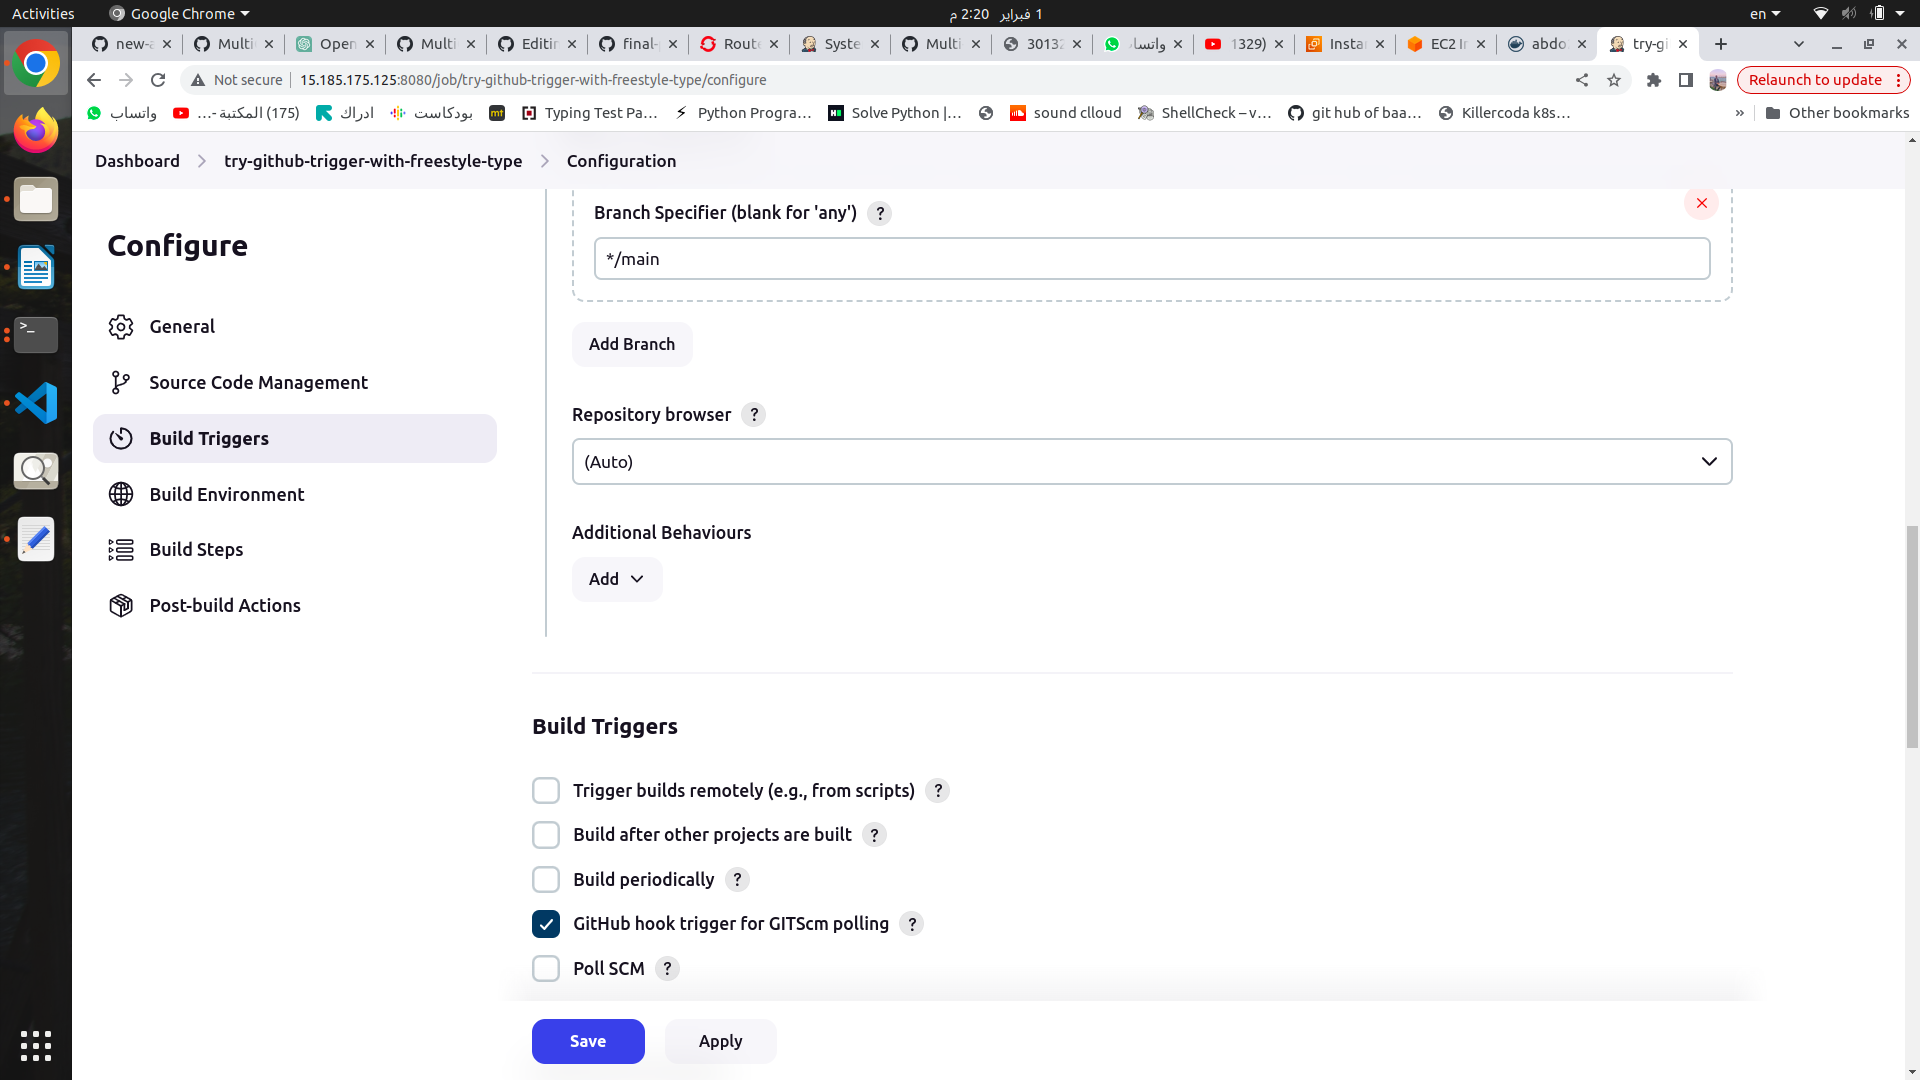 Activities
Google Chrome
1 فبراير 2:20 م
en
new-a
Multi
Open
Multi
Editin
final-
Route
Syste
Multi
30132
واتساب
1329)
Insta
EC2 I
abdo
try-gi
Not secure
15.185.175.125:8080/job/try-github-trigger-with-freestyle-type/configure
Relaunch to update
واتساب
(175) المكتبة -...
ادراك
بودكاست
mt
Typing Test Pa...
Python Progra...
Solve Python |...
sound clloud
ShellCheck – v...
git hub of baa...
Killercoda k8s...
»
Other bookmarks
Dashboard
try-github-trigger-with-freestyle-type
Configuration
Configure
General
Source Code Management
Build Triggers
Build Environment
Build Steps
Post-build Actions
Branch Specifier (blank for 'any') ?
*/main
Add Branch
Repository browser ?
(Auto)
Additional Behaviours
Add
Build Triggers
Trigger builds remotely (e.g., from scripts) ?
Build after other projects are built ?
Build periodically ?
GitHub hook trigger for GITScm polling ?
Poll SCM ?
Save
Apply